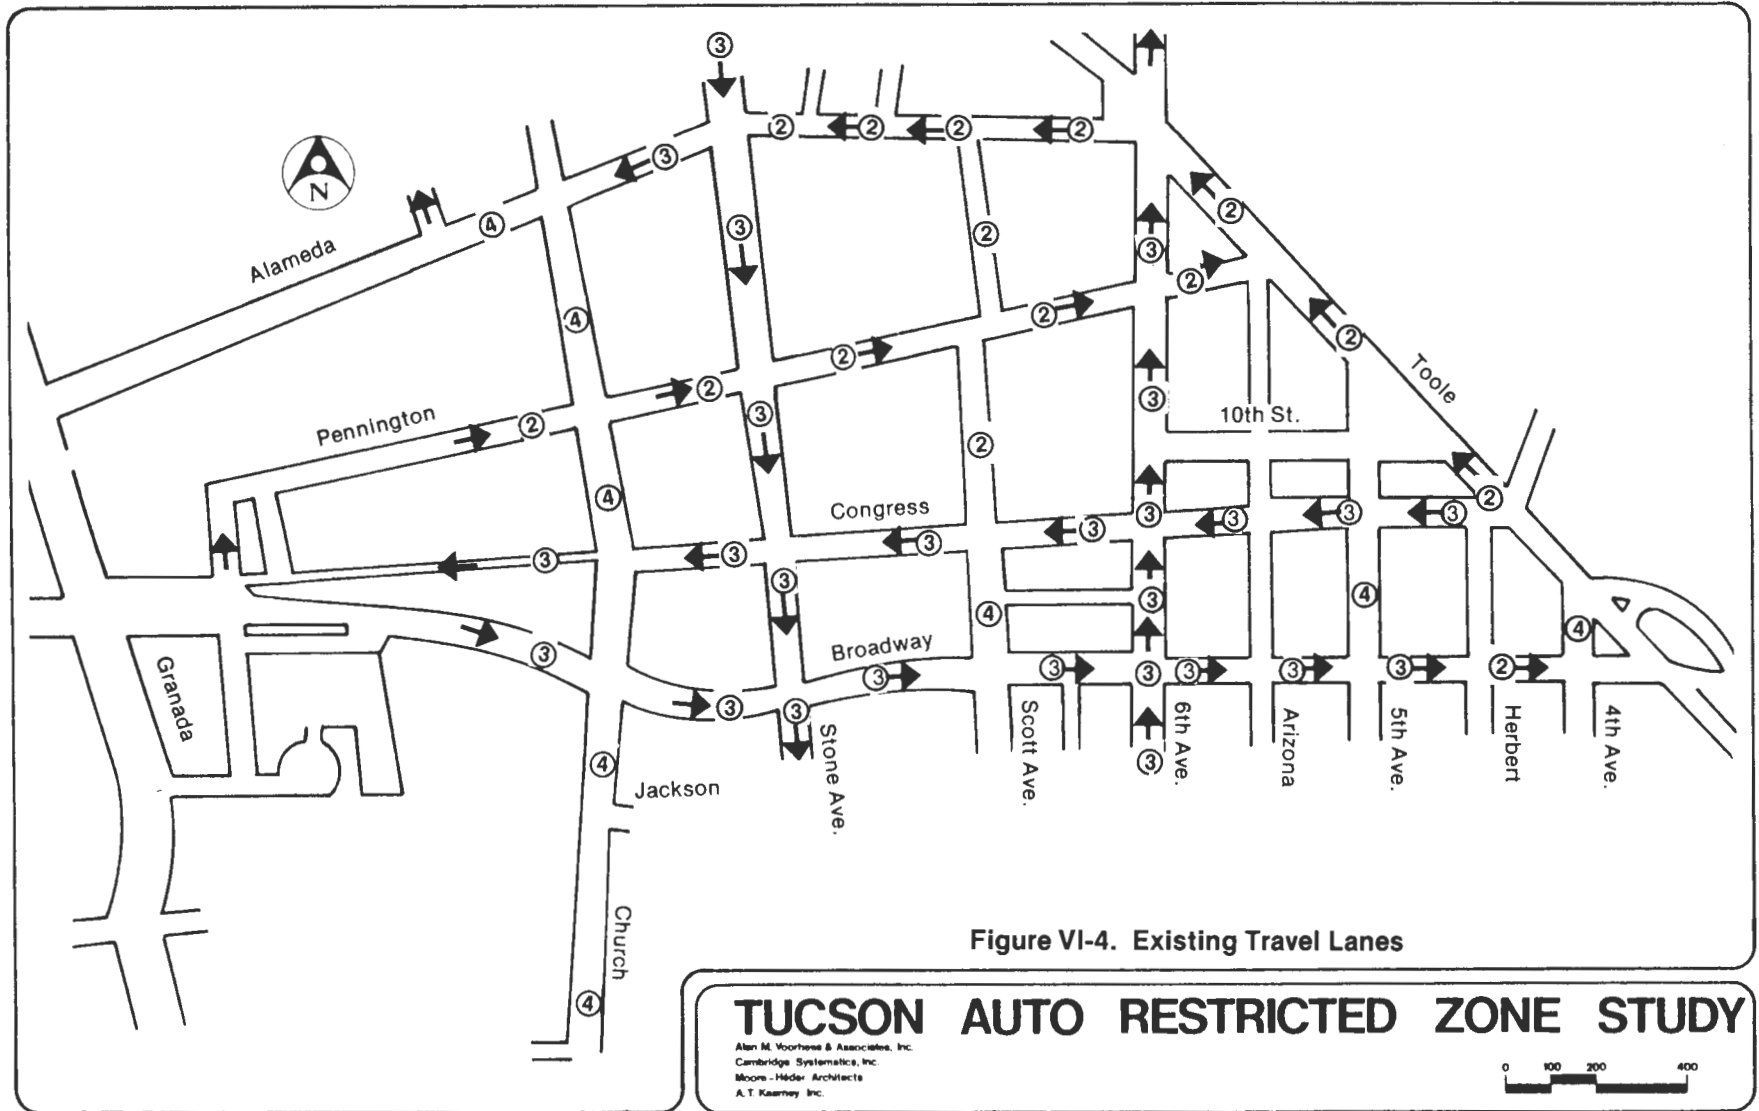 3
2 2 2 2
3
N
2
4
3 2 3
Alameda
2
2
4
2
2
2
Toole
3
2
Pennington 2
3
10th St.
2
4
2
Congress
3 3 3 3 3
3 3 3
3
3
4 4
4
Broadway
3
3 3 3 3 3 2
3
3
3
Granada
4
Jackson
Stone Ave.
Scott Ave.
3
6th Ave.
Arizona
5th Ave.
Herbert
4th Ave.
Church
4
Figure VI-4. Existing Travel Lanes
TUCSON AUTO RESTRICTED ZONE STUDY
Alan M. Voorhees & Associates, Inc.
Cambridge Systematics, Inc.
Moore-Heder Architects
A.T. Kearney Inc.
0 100 200 400